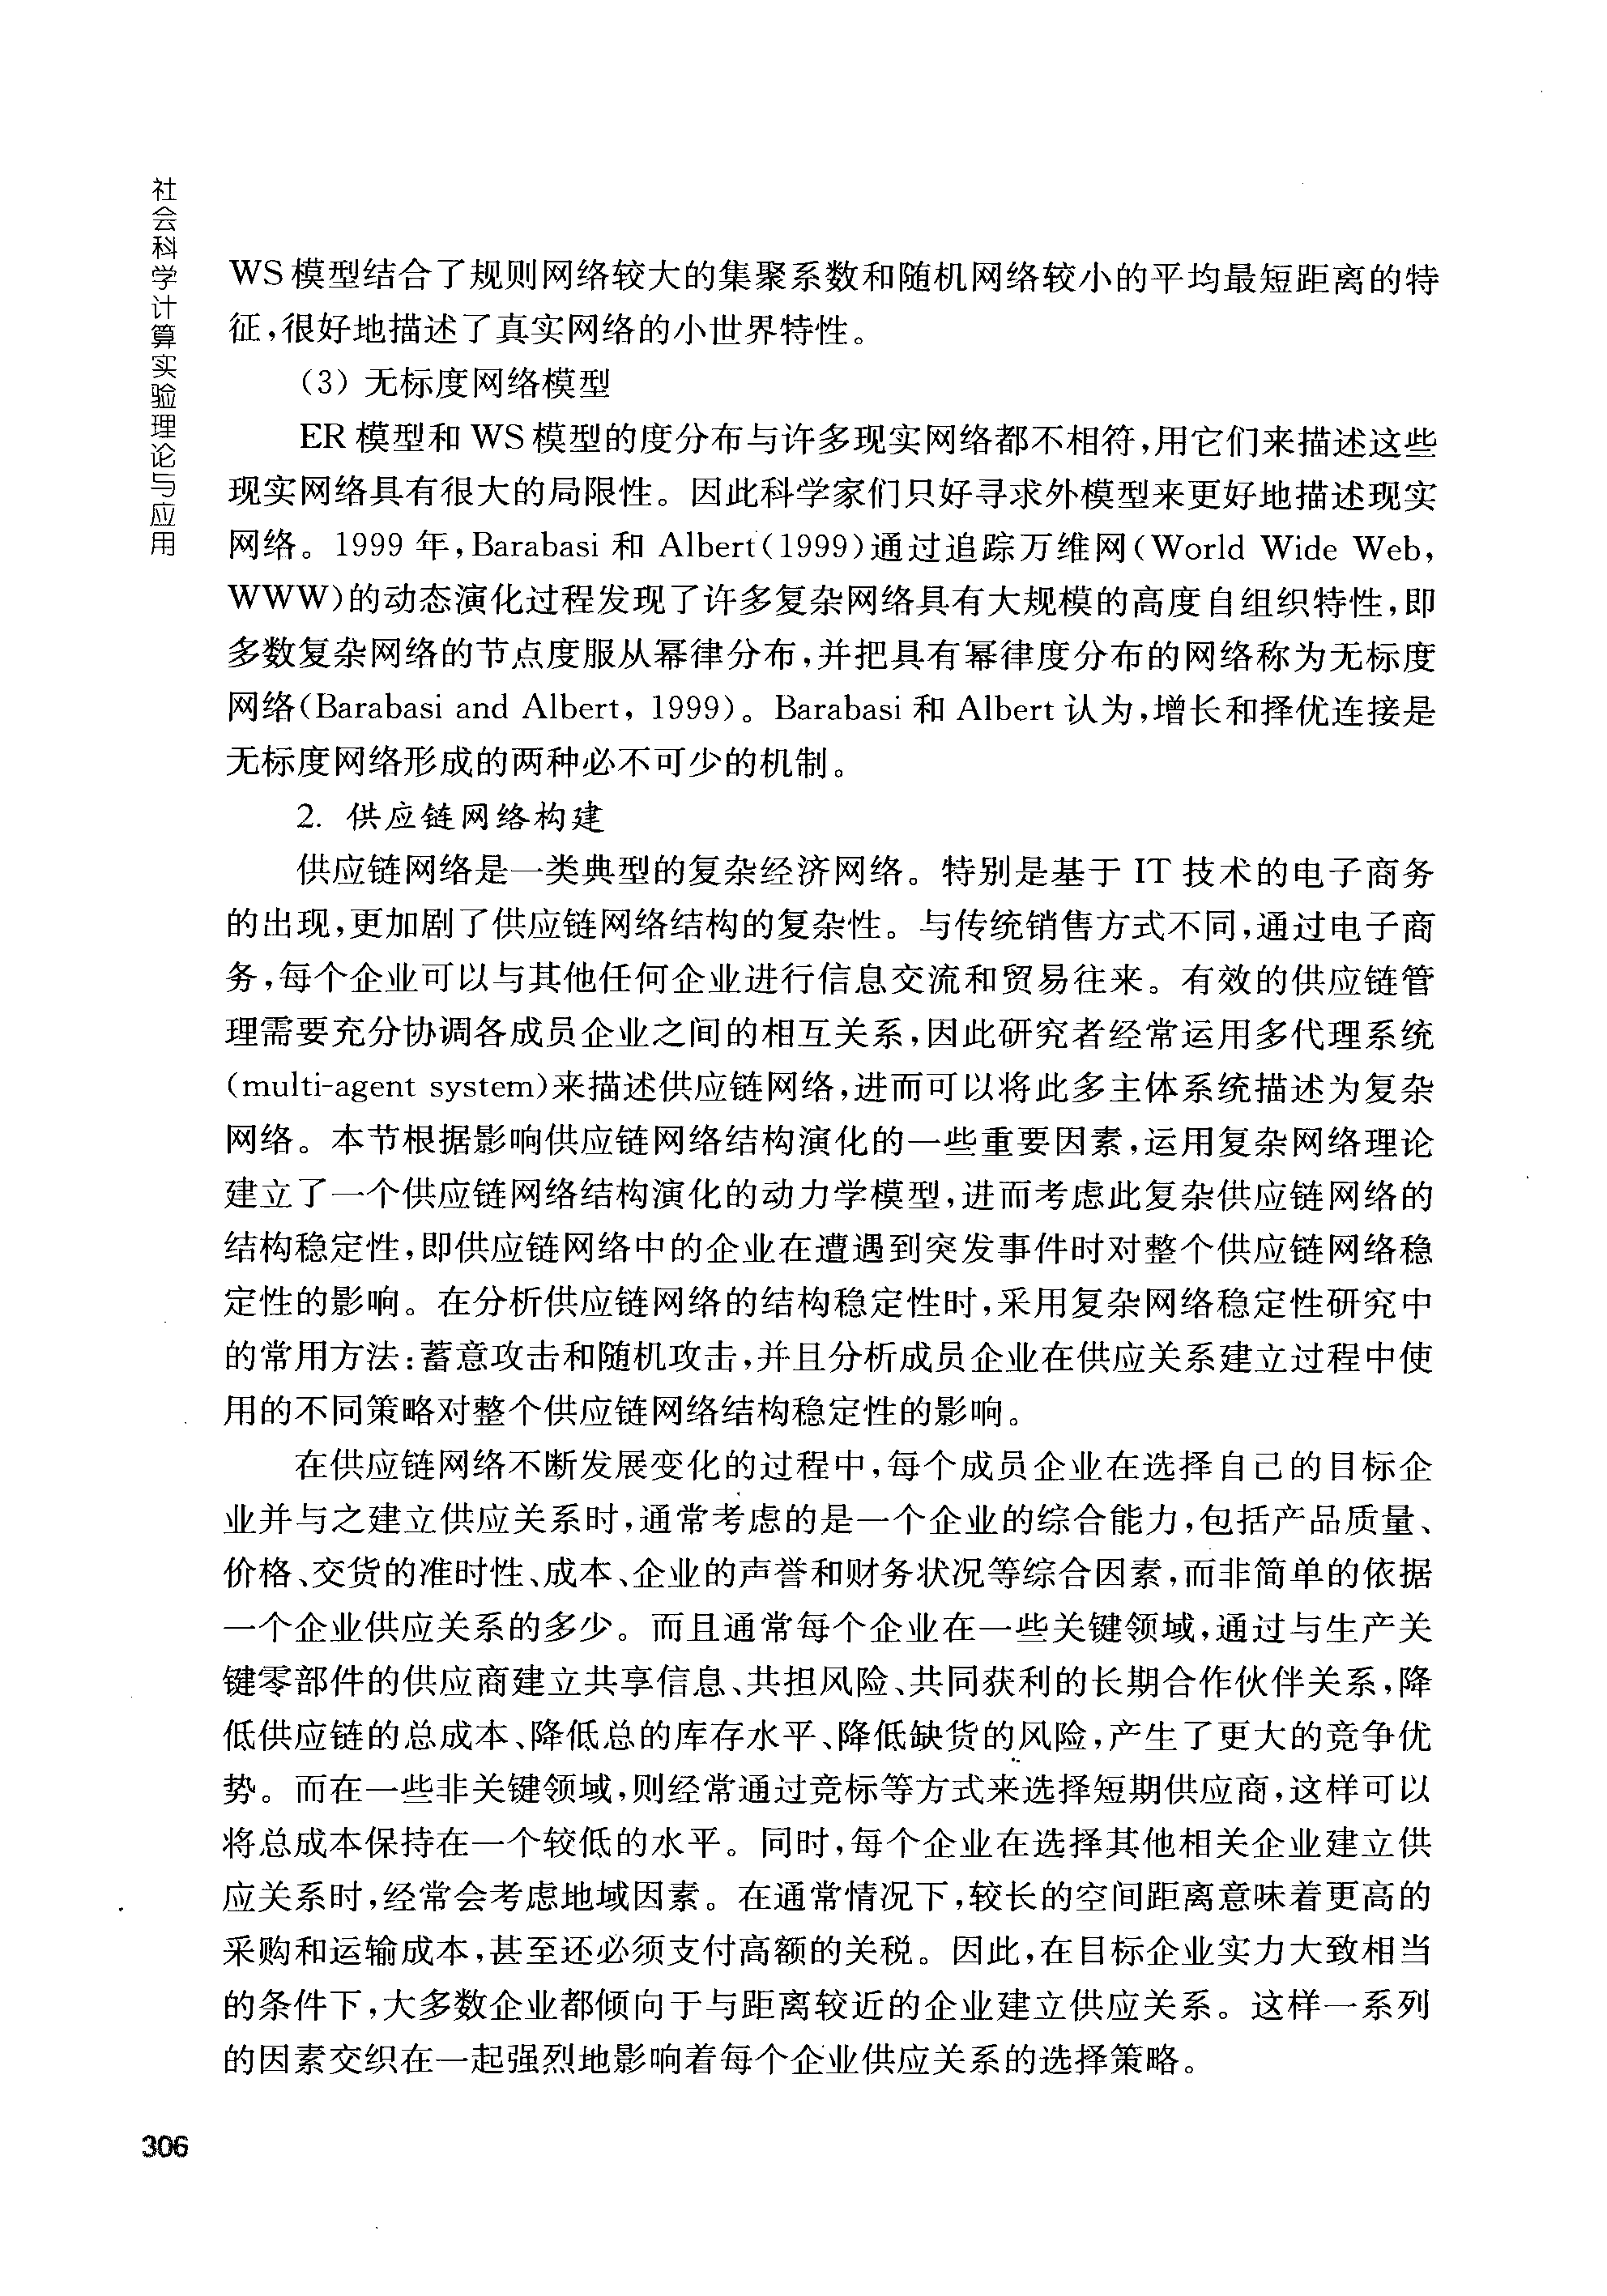 社会科学计算实验理论与应用
WS模型结合了规则网络较大的集聚系数和随机网络较小的平均最短距离的特
征,很好地描述了真实网络的小世界特性。
(3) 无标度网络模型
ER模型和WS模型的度分布与许多现实网络都不相符,用它们来描述这些
现实网络具有很大的局限性。因此科学家们只好寻求外模型来更好地描述现实
网络。1999 年,Barabasi 和 Albert(1999)通过追踪万维网(World Wide Web,
WWW)的动态演化过程发现了许多复杂网络具有大规模的高度自组织特性,即
多数复杂网络的节点度服从幂律分布,并把具有幂律度分布的网络称为无标度
网络(Barabasi and Albert, 1999)。Barabasi 和 Albert 认为,增长和择优连接是
无标度网络形成的两种必不可少的机制。
2. 供应链网络构建
供应链网络是一类典型的复杂经济网络。特别是基于 IT 技术的电子商务
的出现,更加剧了供应链网络结构的复杂性。与传统销售方式不同,通过电子商
务,每个企业可以与其他任何企业进行信息交流和贸易往来。有效的供应链管
理需要充分协调各成员企业之间的相互关系,因此研究者经常运用多代理系统
(multi-agent system)来描述供应链网络,进而可以将此多主体系统描述为复杂
网络。本节根据影响供应链网络结构演化的一些重要因素,运用复杂网络理论
建立了一个供应链网络结构演化的动力学模型,进而考虑此复杂供应链网络的
结构稳定性,即供应链网络中的企业在遭遇到突发事件时对整个供应链网络稳
定性的影响。在分析供应链网络的结构稳定性时,采用复杂网络稳定性研究中
的常用方法:蓄意攻击和随机攻击,并且分析成员企业在供应关系建立过程中使
用的不同策略对整个供应链网络结构稳定性的影响。
在供应链网络不断发展变化的过程中,每个成员企业在选择自己的目标企
业并与之建立供应关系时,通常考虑的是一个企业的综合能力,包括产品质量、
价格、交货的准时性、成本、企业的声誉和财务状况等综合因素,而非简单的依据
一个企业供应关系的多少。而且通常每个企业在一些关键领域,通过与生产关
键零部件的供应商建立共享信息、共担风险、共同获利的长期合作伙伴关系,降
低供应链的总成本、降低总的库存水平、降低缺货的风险,产生了更大的竞争优
势。而在一些非关键领域,则经常通过竞标等方式来选择短期供应商,这样可以
将总成本保持在一个较低的水平。同时,每个企业在选择其他相关企业建立供
应关系时,经常会考虑地域因素。在通常情况下,较长的空间距离意味着更高的
采购和运输成本,甚至还必须支付高额的关税。因此,在目标企业实力大致相当
的条件下,大多数企业都倾向于与距离较近的企业建立供应关系。这样一系列
的因素交织在一起强烈地影响着每个企业供应关系的选择策略。
306